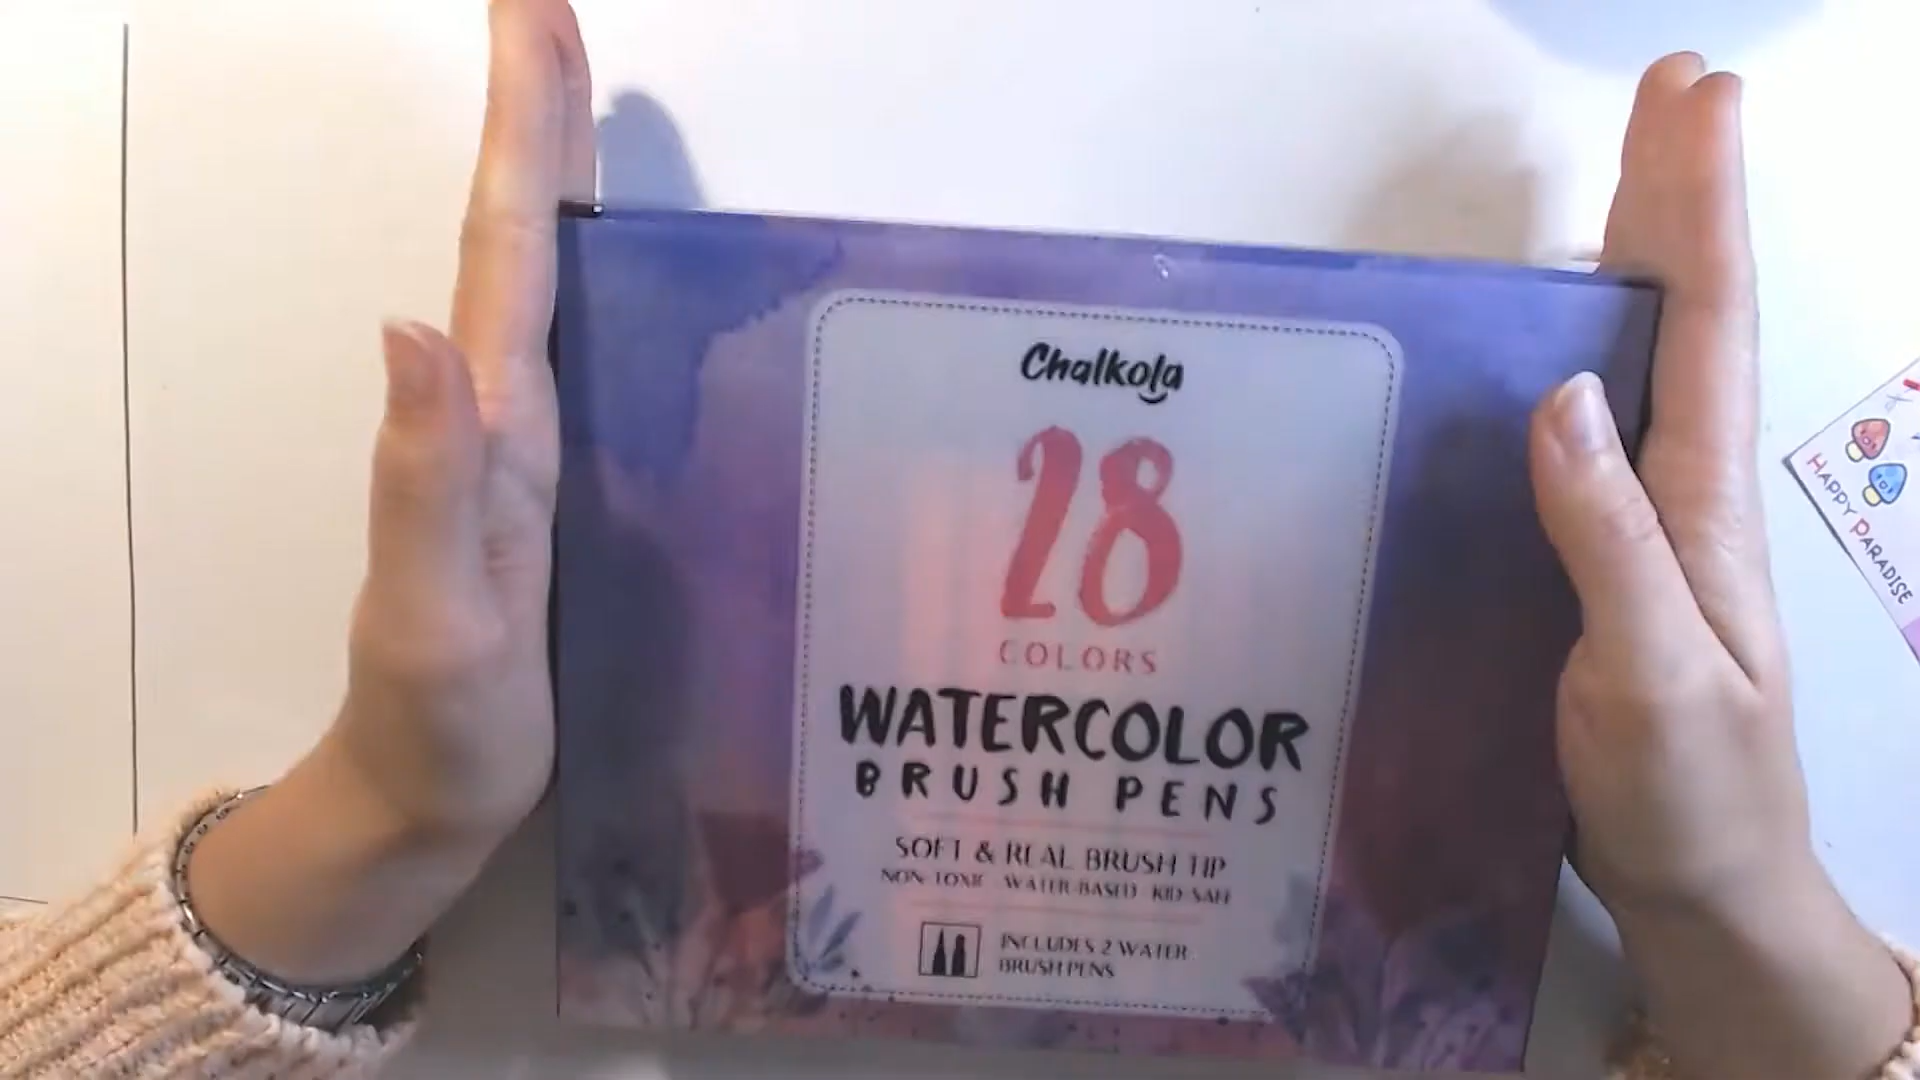 Chalkola
28
COLORS
WATERCOLOR
BRUSH PENS
SOFT & REAL BRUSH TIP
NON-TOXIC WATER-BASED KID-SAFE
INCLUDES 2 WATER
BRUSH PENS
HAPPY PARADISE